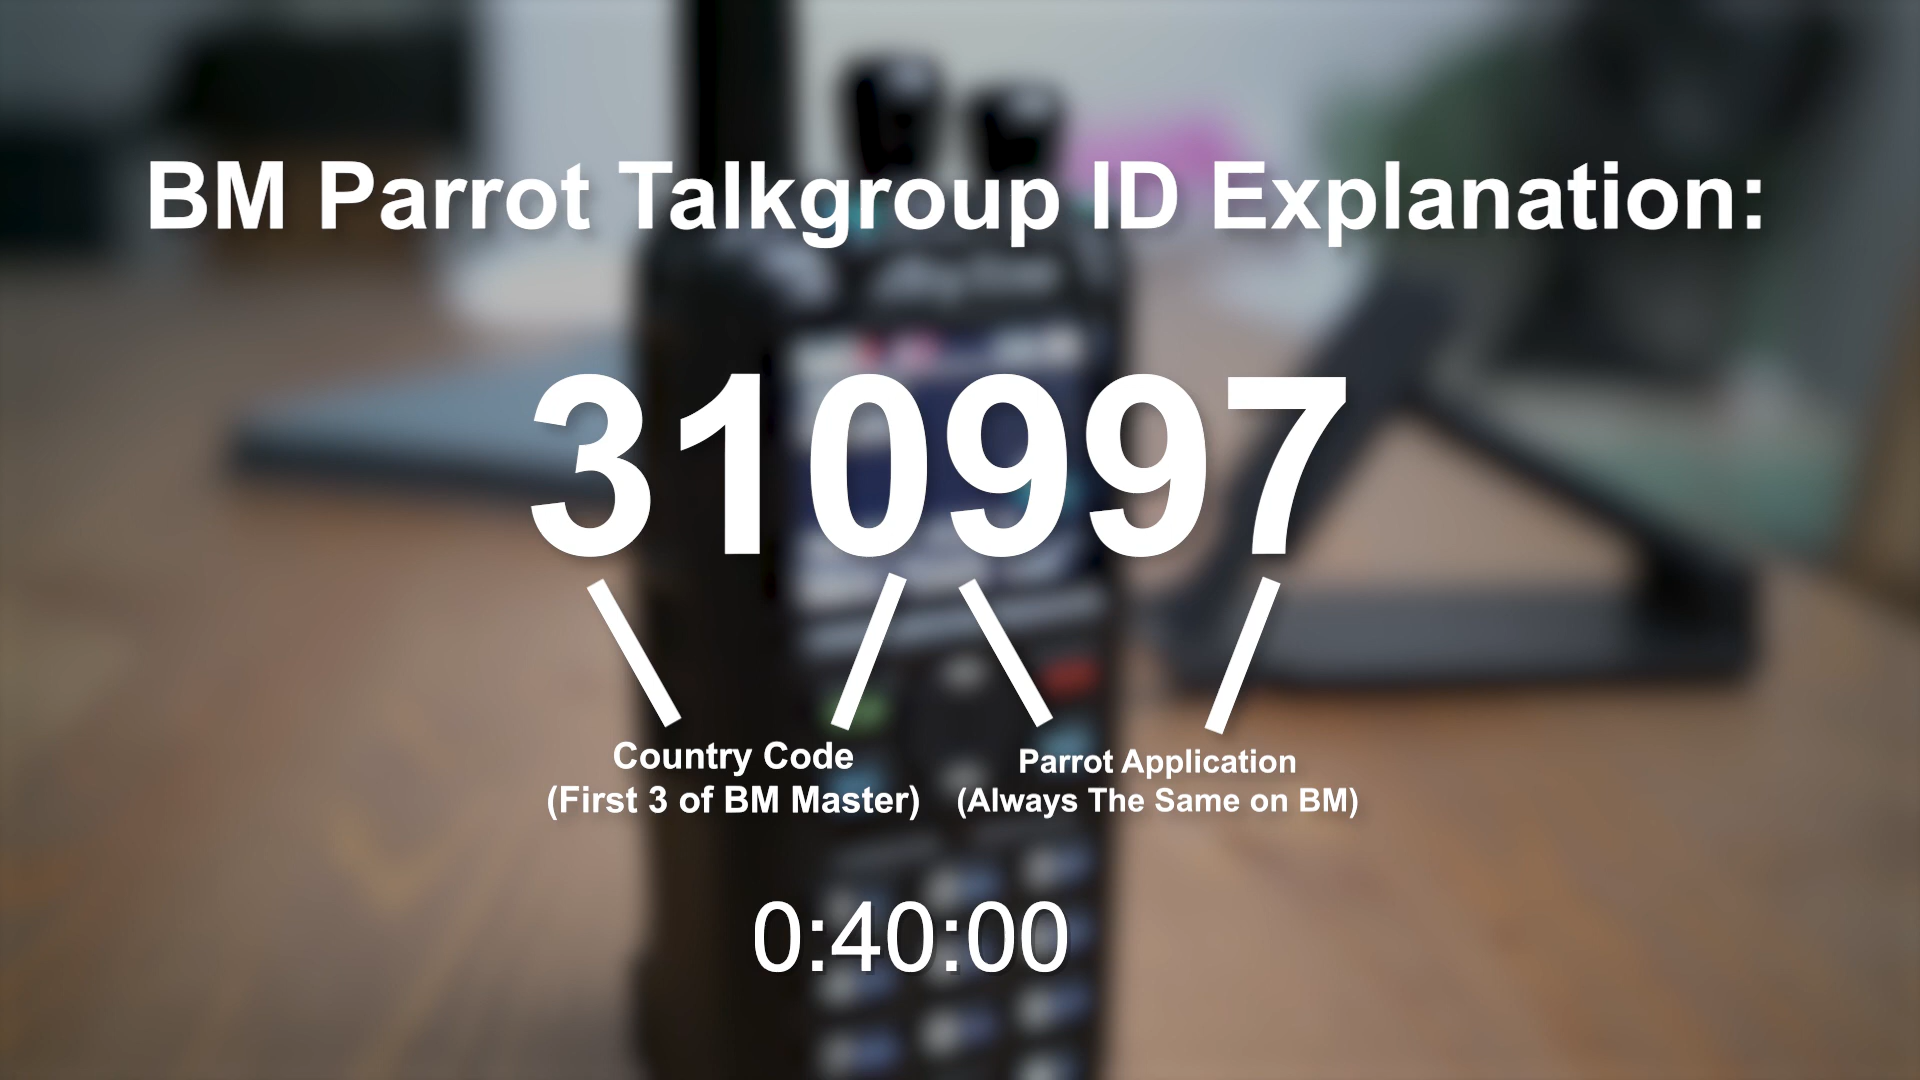 BM Parrot Talkgroup ID Explanation:
310997
Country Code
(First 3 of BM Master)
Parrot Application
(Always The Same on BM)
0:40:00